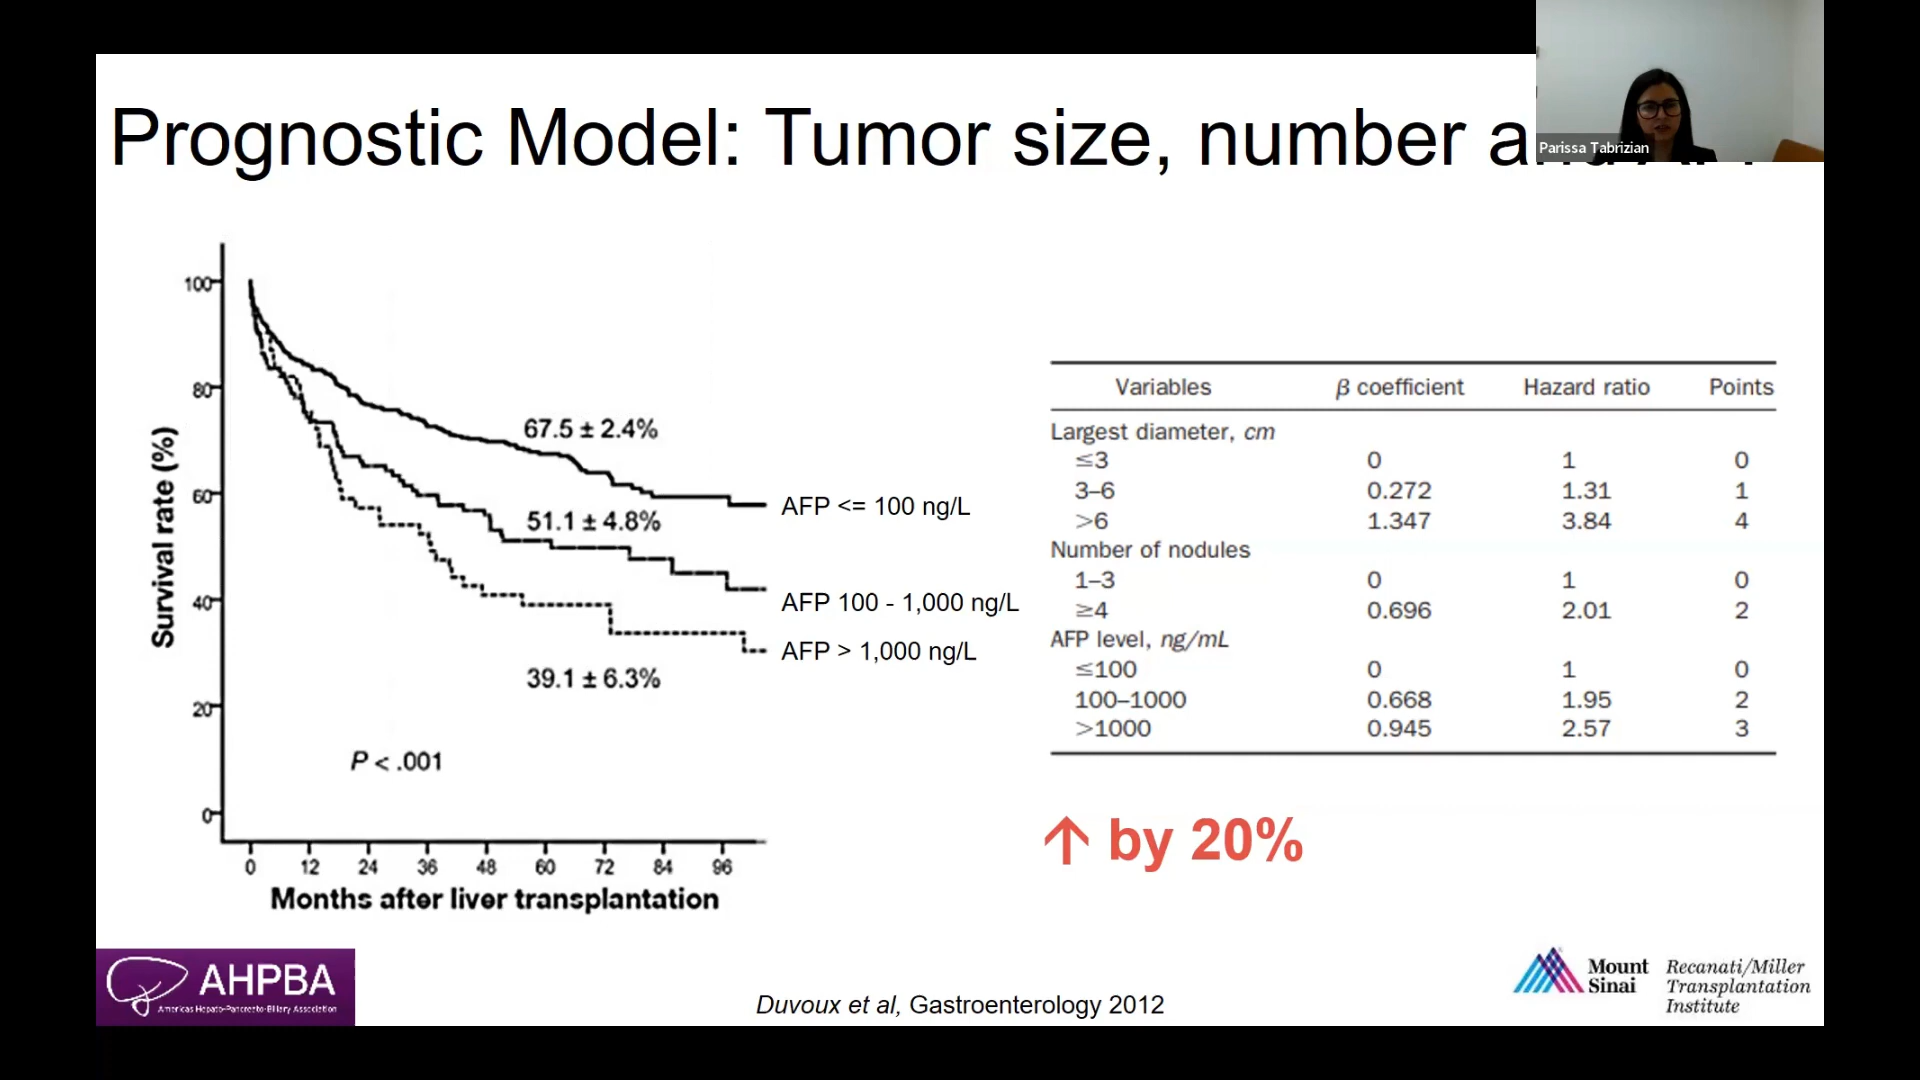 Prognostic Model: Tumor size, number
Parissa Tabrizian
100
80
60
40
20
0
Survival rate (%)
67.5 ± 2.4%
51.1 ± 4.8%
39.1 ± 6.3%
P < .001
AFP <= 100 ng/L
AFP 100 - 1,000 ng/L
AFP > 1,000 ng/L
0 12 24 36 48 60 72 84 96
Months after liver transplantation
Variables β coefficient Hazard ratio Points
Largest diameter, cm
≤3 0 1 0
3–6 0.272 1.31 1
>6 1.347 3.84 4
Number of nodules
1–3 0 1 0
≥4 0.696 2.01 2
AFP level, ng/mL
≤100 0 1 0
100–1000 0.668 1.95 2
>1000 0.945 2.57 3
↑ by 20%
AHPBA
Americas Hepato-Pancreato-Biliary Association
Duvoux et al, Gastroenterology 2012
Mount
Sinai
Recanati/Miller
Transplantation
Institute